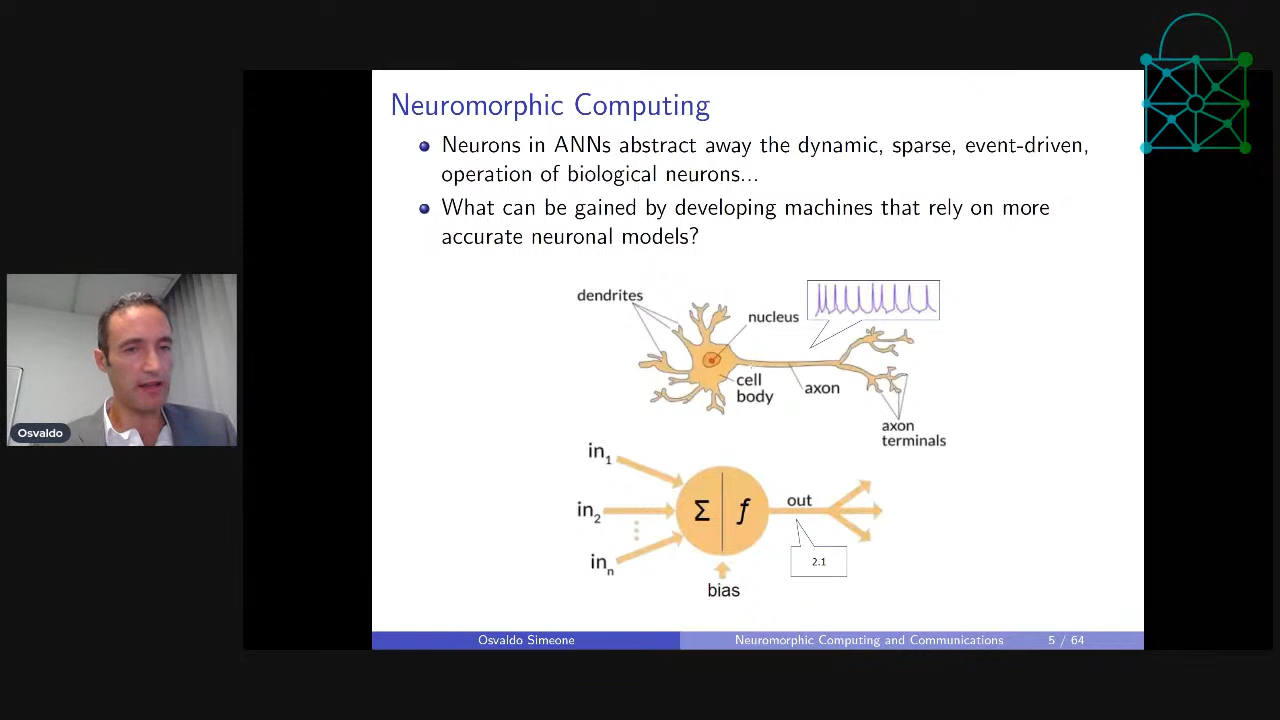 Neuromorphic Computing
Neurons in ANNs abstract away the dynamic, sparse, event-driven,
operation of biological neurons...
What can be gained by developing machines that rely on more
accurate neuronal models?
dendrites
nucleus
cell
body
axon
axon
terminals
in1
in2
inn
Σ f
out
2.1
bias
Osvaldo
Osvaldo Simeone Neuromorphic Computing and Communications 5 / 64